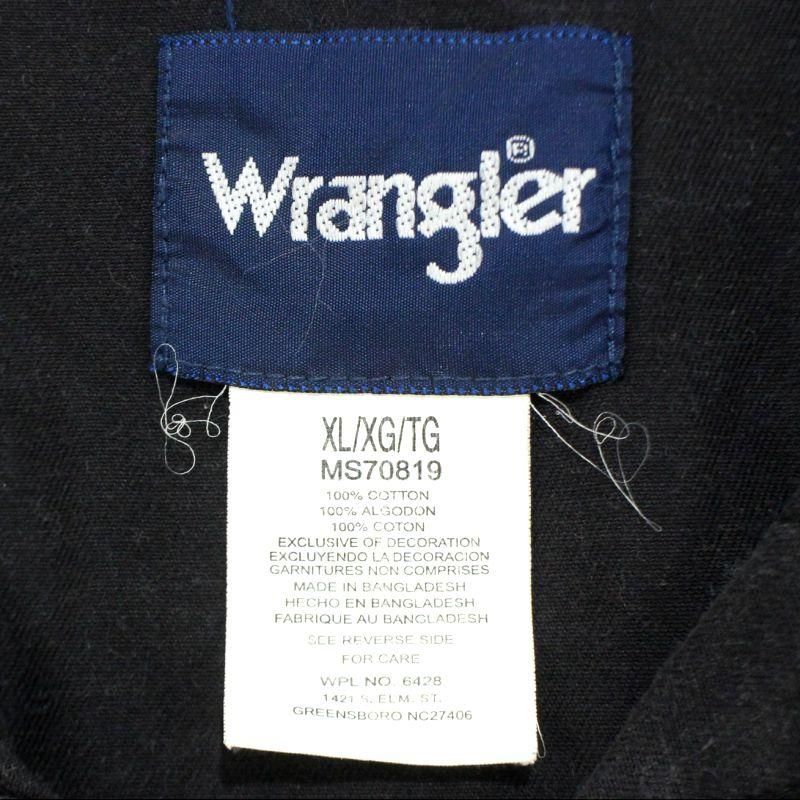 Wrangler®
XL/XG/TG
MS70819
100% COTTON
100% ALGODON
100% COTON
EXCLUSIVE OF DECORATION
EXCLUYENDO LA DECORACION
GARNITURES NON COMPRISES
MADE IN BANGLADESH
HECHO EN BANGLADESH
FABRIQUE AU BANGLADESH
SEE REVERSE SIDE
FOR CARE
WPL NO. 6428
1421 S. ELM. ST.
GREENSBORO NC27406